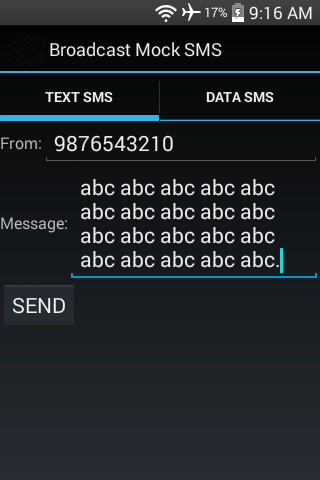 17% 9:16 AM
Broadcast Mock SMS
TEXT SMS DATA SMS
From: 9876543210
Message:
abc abc abc abc abc
abc abc abc abc abc
abc abc abc abc abc
abc abc abc abc abc.
SEND